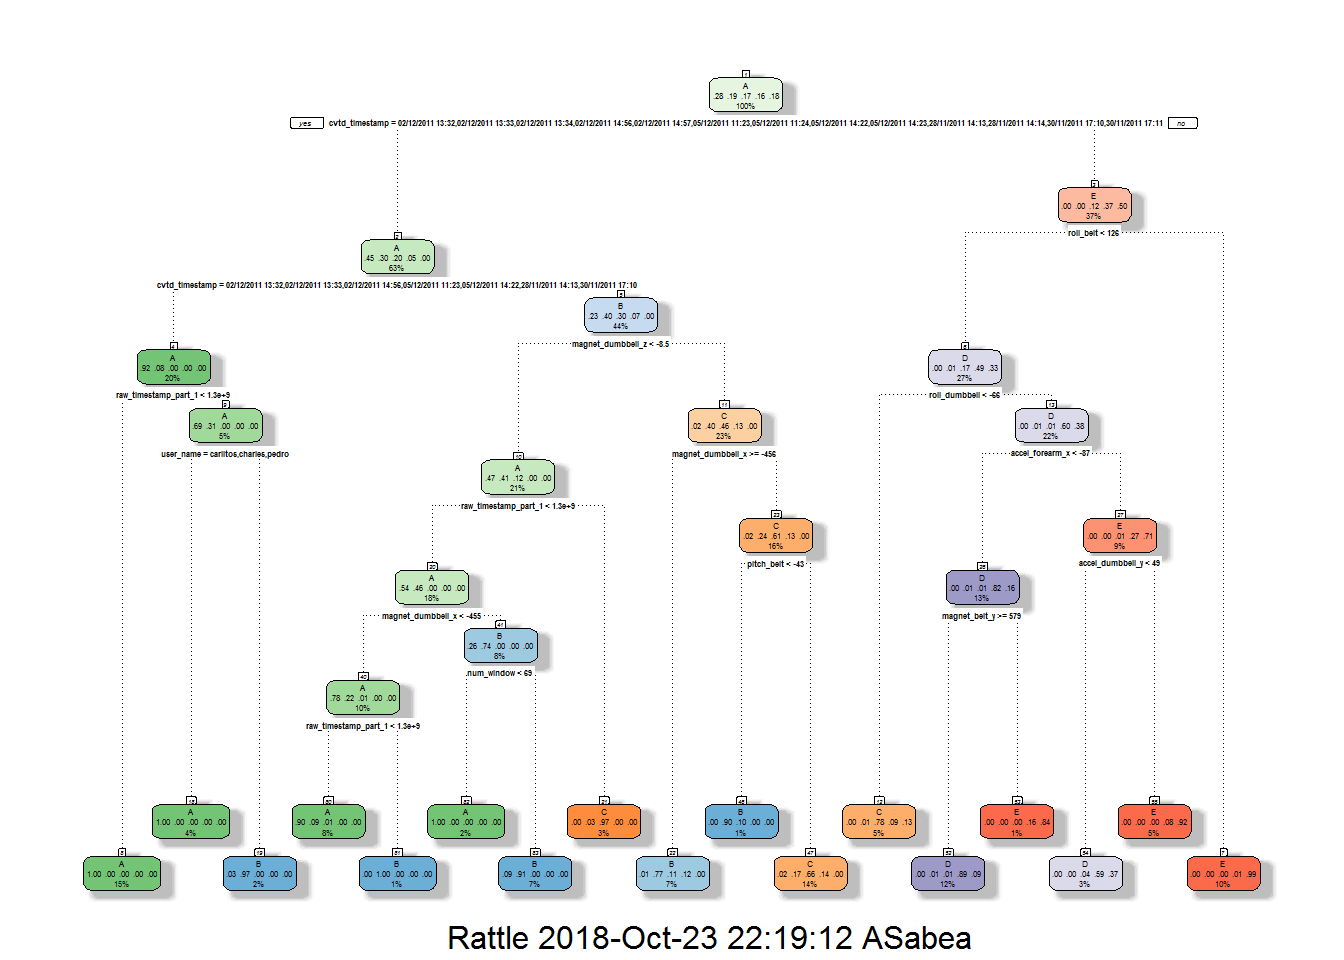 1
A
.28 .19 .17 .16 .18
100%
yes
cvtd_timestamp = 02/12/2011 13:32,02/12/2011 13:33,02/12/2011 13:34,02/12/2011 14:56,02/12/2011 14:57,05/12/2011 11:23,05/12/2011 11:24,05/12/2011 14:22,05/12/2011 14:23,28/11/2011 14:13,28/11/2011 14:14,30/11/2011 17:10,30/11/2011 17:11
no
3
E
.00 .00 .12 .37 .50
37%
roll_belt < 126
2
A
.45 .30 .20 .05 .00
63%
cvtd_timestamp = 02/12/2011 13:32,02/12/2011 13:33,02/12/2011 14:56,05/12/2011 11:23,05/12/2011 14:22,28/11/2011 14:13,30/11/2011 17:10
5
B
.23 .40 .30 .07 .00
44%
magnet_dumbbell_z < -8.5
4
A
.92 .08 .00 .00 .00
20%
raw_timestamp_part_1 < 1.3e+9
6
D
.00 .01 .17 .49 .33
27%
roll_dumbbell < -66
9
A
.69 .31 .00 .00 .00
5%
user_name = carlitos,charles,pedro
11
C
.02 .40 .46 .13 .00
23%
magnet_dumbbell_x >= -456
13
D
.00 .01 .01 .60 .38
22%
accel_forearm_x < -87
10
A
.47 .41 .12 .00 .00
21%
raw_timestamp_part_1 < 1.3e+9
23
C
.02 .24 .61 .13 .00
16%
pitch_belt < -43
27
E
.00 .00 .01 .27 .71
9%
accel_dumbbell_y < 49
20
A
.54 .46 .00 .00 .00
18%
magnet_dumbbell_x < -455
26
D
.00 .01 .01 .82 .16
13%
magnet_belt_y >= 579
41
B
.26 .74 .00 .00 .00
8%
num_window < 69
40
A
.78 .22 .01 .00 .00
10%
raw_timestamp_part_1 < 1.3e+9
18
A
1.00 .00 .00 .00 .00
4%
80
A
.90 .09 .01 .00 .00
8%
82
A
1.00 .00 .00 .00 .00
2%
21
C
.00 .03 .97 .00 .00
3%
46
B
.00 .90 .10 .00 .00
1%
12
C
.00 .01 .78 .09 .13
5%
53
E
.00 .00 .00 .16 .84
1%
55
E
.00 .00 .00 .08 .92
5%
8
A
1.00 .00 .00 .00 .00
15%
19
B
.03 .97 .00 .00 .00
2%
81
B
.00 1.00 .00 .00 .00
1%
83
B
.09 .91 .00 .00 .00
7%
22
B
.01 .77 .11 .12 .00
7%
47
C
.02 .17 .66 .14 .00
14%
52
D
.00 .01 .01 .89 .09
12%
54
D
.00 .00 .04 .59 .37
3%
7
E
.00 .00 .00 .01 .99
10%
Rattle 2018-Oct-23 22:19:12 ASabea